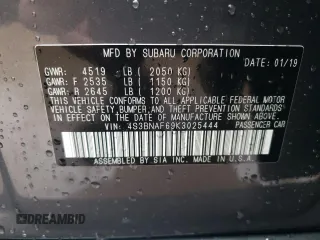 MFD BY SUBARU CORPORATION
DATE 01/19
GVWR: 4519 LB ( 2050 KG)
GAWR: F 2535 LB ( 1150 KG)
GAWR: R 2645 LB ( 1200 KG)
THIS VEHICLE CONFORMS TO ALL APPLICABLE FEDERAL MOTOR
VEHICLE SAFETY, BUMPER, AND THEFT PREVENTION STANDARDS
IN EFFECT ON THE DATE OF MANUFACTURE SHOWN ABOVE.
VIN: 4S3BNAF69K3025444
PASSENGER CAR
ASSEMBLED BY SIA INC. MADE IN U.S.A.
DREAMBID